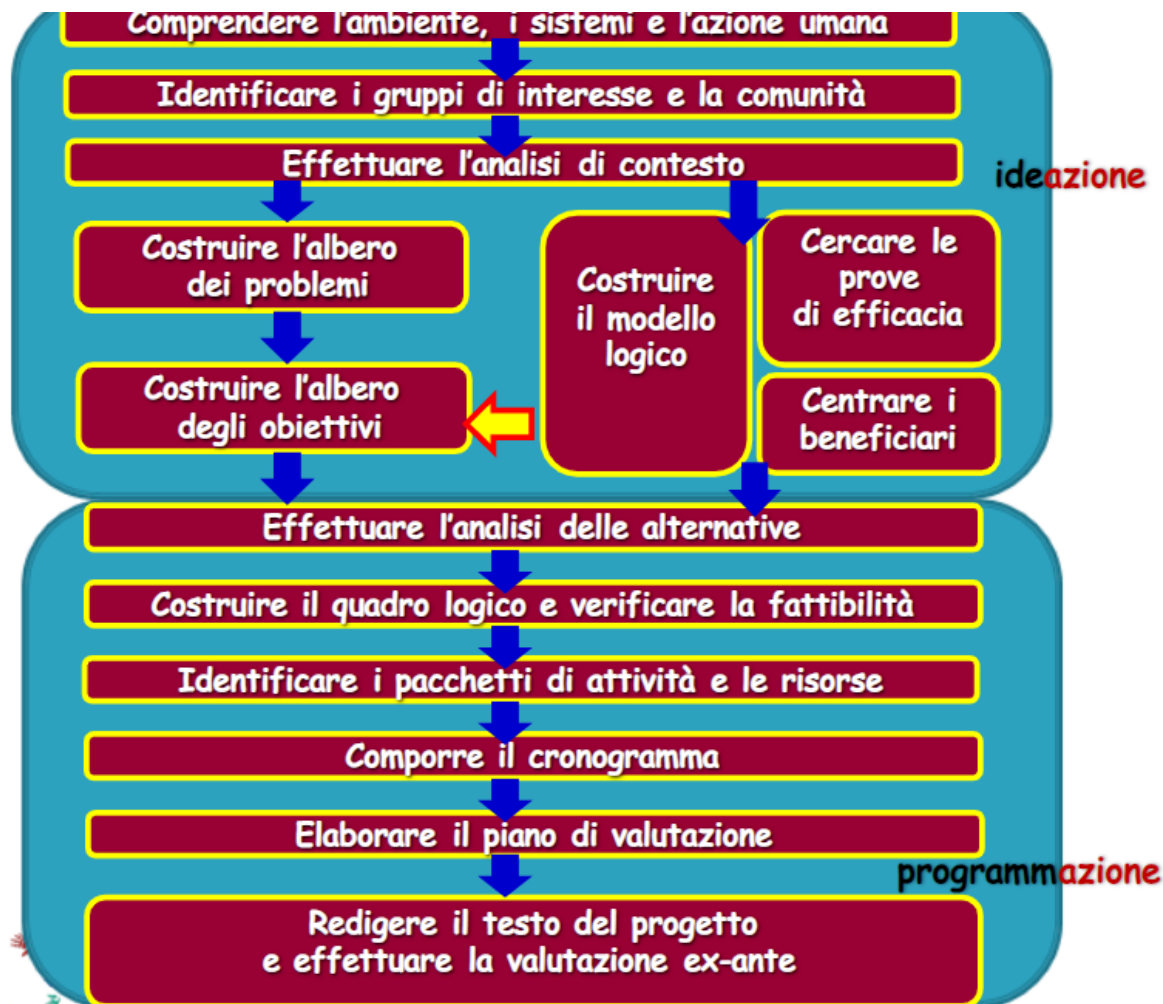 Comprendere l'ambiente, i sistemi e l'azione umana
Identificare i gruppi di interesse e la comunità
Effettuare l'analisi di contesto
ideazione
Costruire l'albero
dei problemi
Costruire
il modello
logico
Cercare le
prove
di efficacia
Costruire l'albero
degli obiettivi
Centrare i
beneficiari
Effettuare l'analisi delle alternative
Costruire il quadro logico e verificare la fattibilità
Identificare i pacchetti di attività e le risorse
Comporre il cronogramma
Elaborare il piano di valutazione
programmazione
Redigere il testo del progetto
e effettuare la valutazione ex-ante